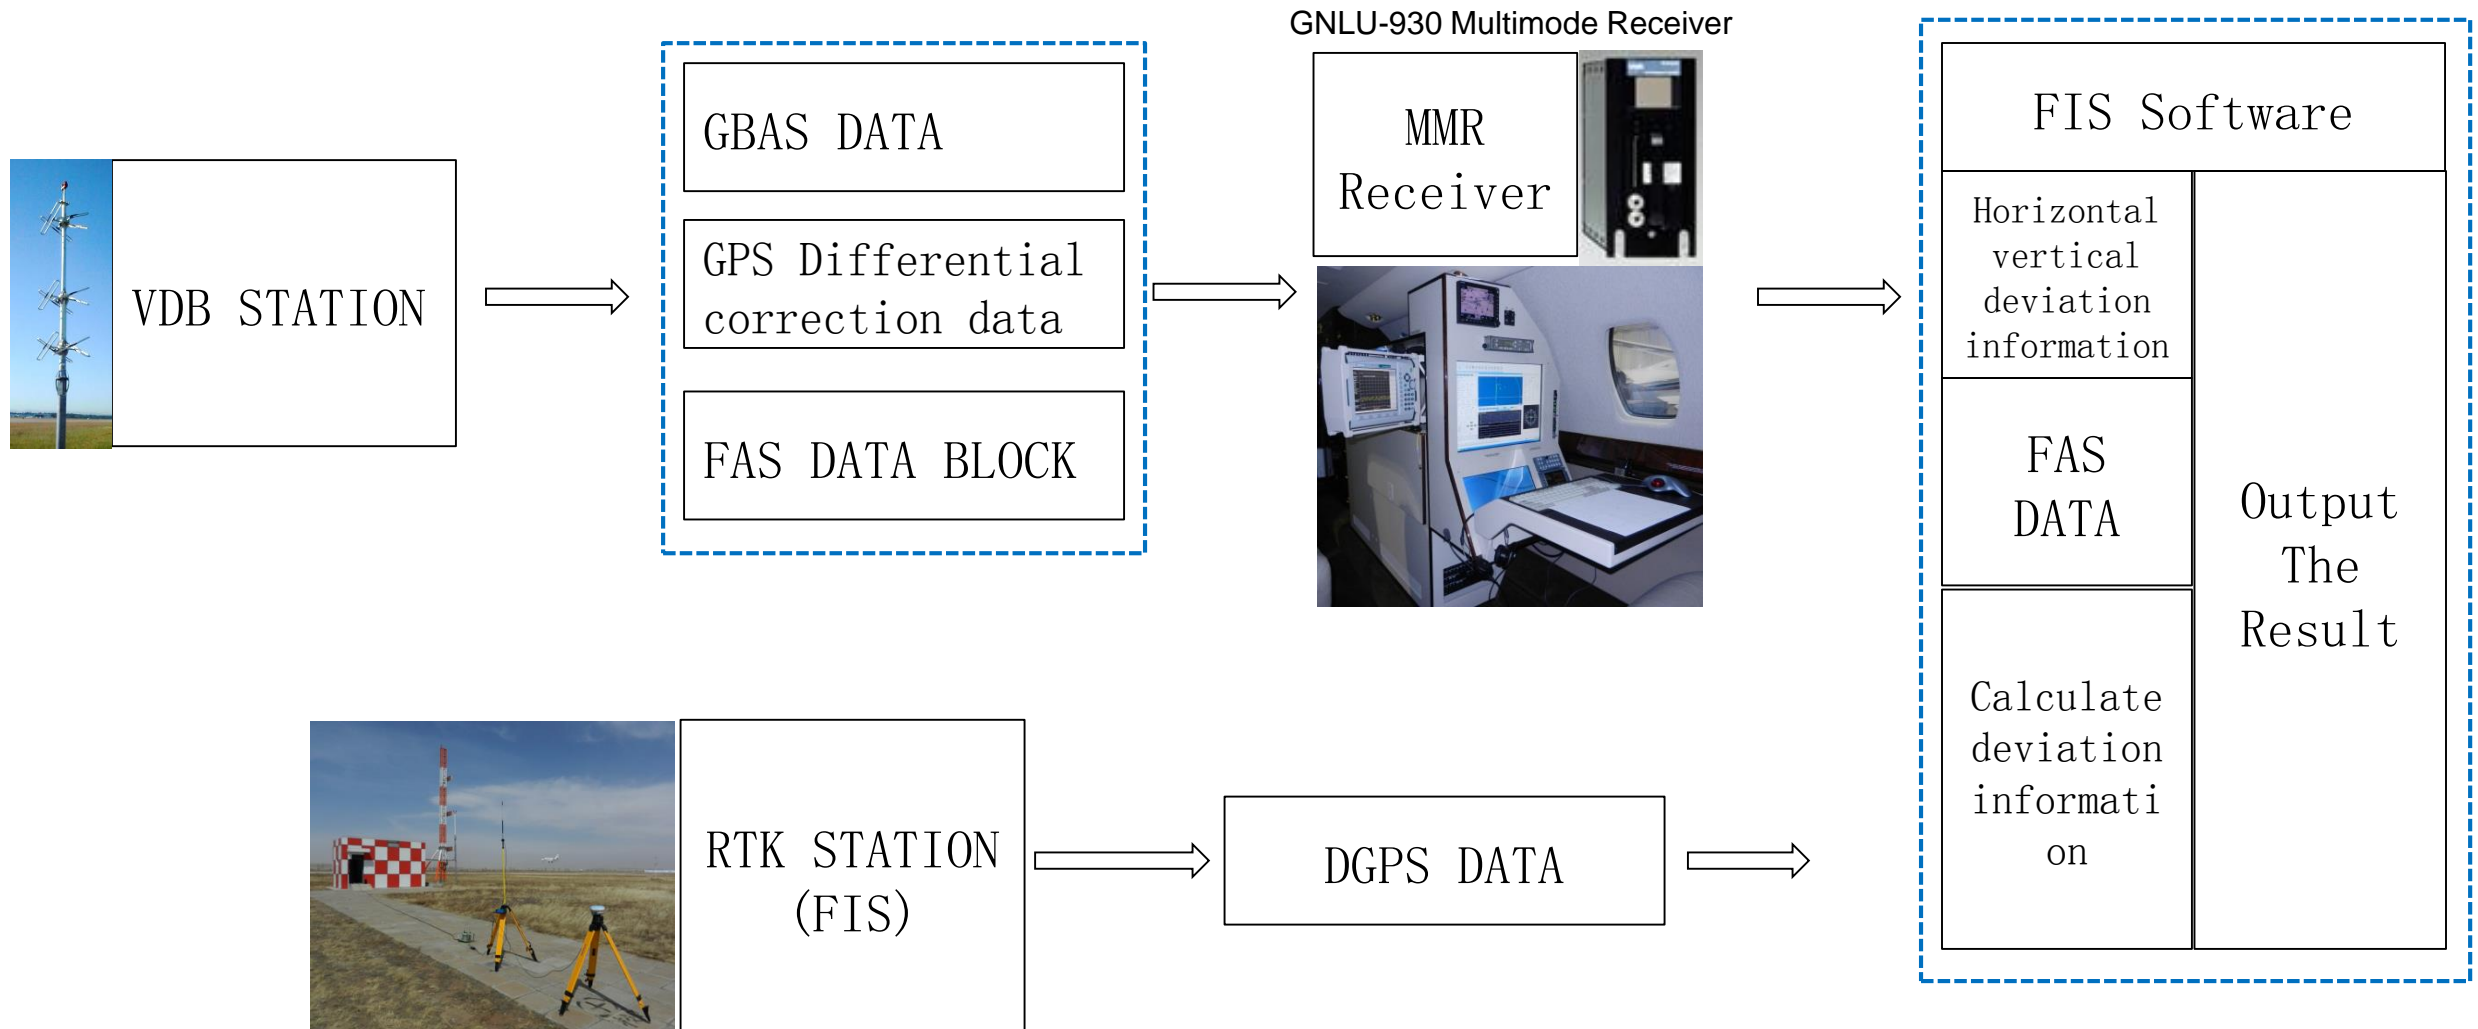 GNLU-930 Multimode Receiver
VDB STATION
GBAS DATA
GPS Differential
correction data
FAS DATA BLOCK
MMR
Receiver
FIS Software
Horizontal
vertical
deviation
information
FAS
DATA
Calculate
deviation
informati
on
Output
The
Result
RTK STATION
(FIS)
DGPS DATA